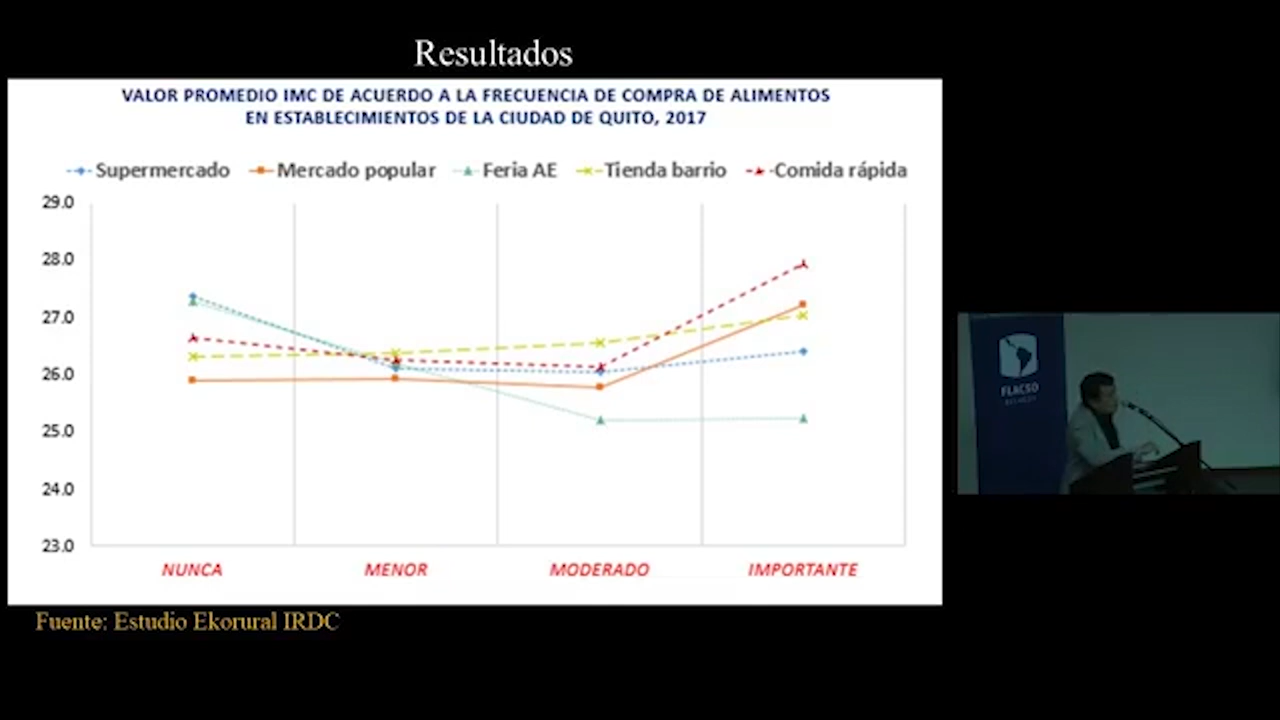 Resultados
VALOR PROMEDIO IMC DE ACUERDO A LA FRECUENCIA DE COMPRA DE ALIMENTOS
EN ESTABLECIMIENTOS DE LA CIUDAD DE QUITO, 2017
Supermercado Mercado popular Feria AE Tienda barrio Comida rápida
29.0
28.0
27.0
26.0
25.0
24.0
23.0
NUNCA MENOR MODERADO IMPORTANTE
Fuente: Estudio Ekorural IRDC
FLACSO